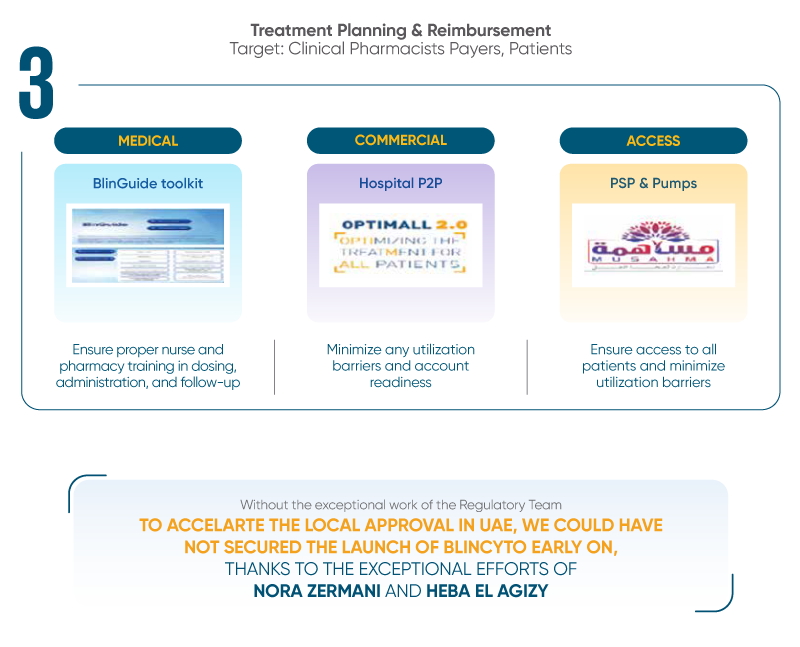 Treatment Planning & Reimbursement
Target: Clinical Pharmacists Payers, Patients
3
MEDICAL
COMMERCIAL
ACCESS
BlinGuide toolkit
Hospital P2P
PSP & Pumps
BlinGuide
OPTIMALL 2.0
OPTIMIZING THE
TREATMENT FOR
ALL PATIENTS
مساهمة
MUSAHMA
Ensure proper nurse and
pharmacy training in dosing,
administration, and follow-up
Minimize any utilization
barriers and account
readiness
Ensure access to all
patients and minimize
utilization barriers
Without the exceptional work of the Regulatory Team
TO ACCELARTE THE LOCAL APPROVAL IN UAE, WE COULD HAVE
NOT SECURED THE LAUNCH OF BLINCYTO EARLY ON,
THANKS TO THE EXCEPTIONAL EFFORTS OF
NORA ZERMANI AND HEBA EL AGIZY